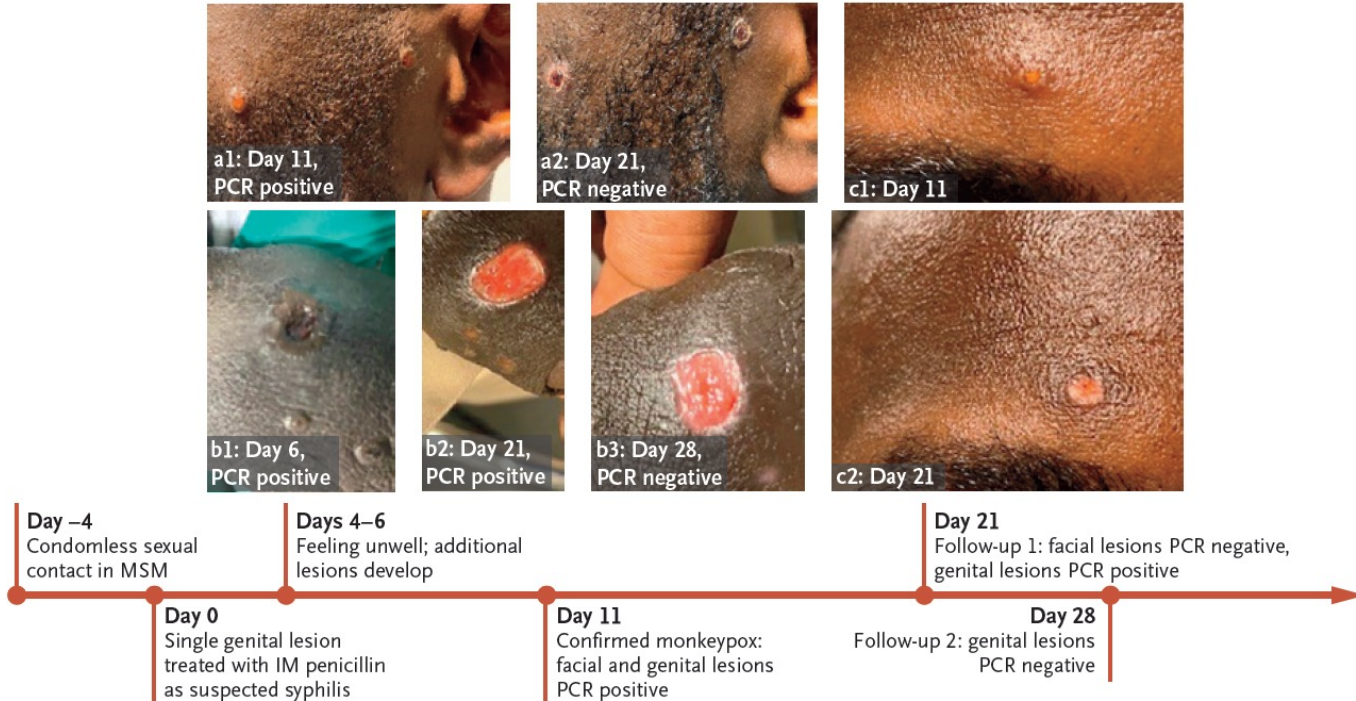 a1: Day 11,
PCR positive
a2: Day 21,
PCR negative
c1: Day 11
b1: Day 6,
PCR positive
b2: Day 21,
PCR positive
b3: Day 28,
PCR negative
c2: Day 21
Day –4
Condomless sexual
contact in MSM
Days 4–6
Feeling unwell; additional
lesions develop
Day 21
Follow-up 1: facial lesions PCR negative,
genital lesions PCR positive
Day 0
Single genital lesion
treated with IM penicillin
as suspected syphilis
Day 11
Confirmed monkeypox:
facial and genital lesions
PCR positive
Day 28
Follow-up 2: genital lesions
PCR negative